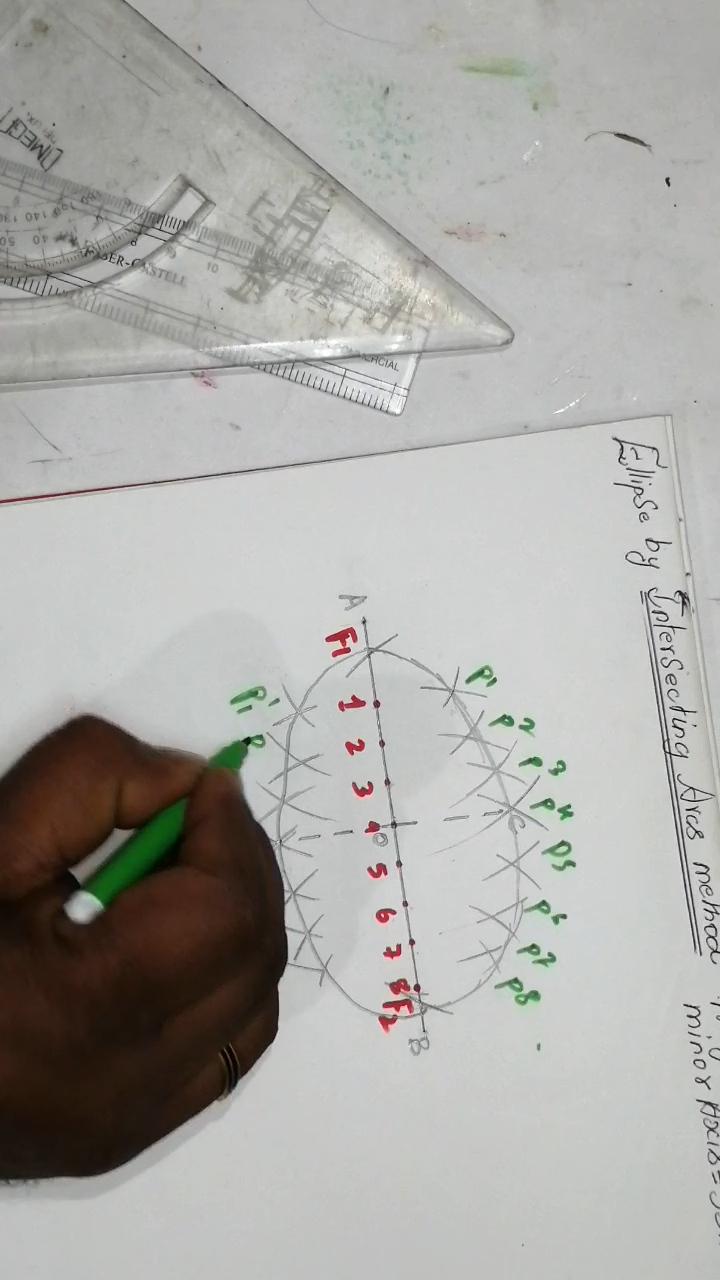 Ellipse by Intersecting Arcs method
minor Axis =
P1 P2 P3 P4 P5 P6 P7 P8
C
A F1 1 2 3 4 5 6 7 8 F2 B
O
P1'
P
FABER-CASTELL
OMEGA